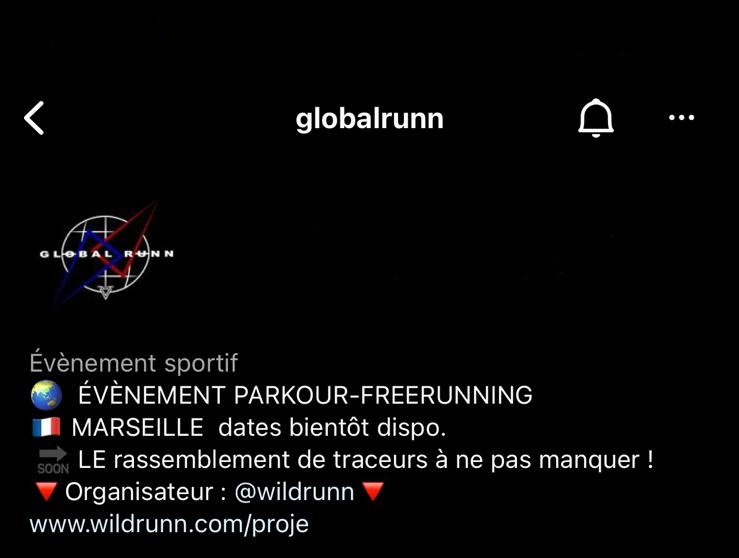 globalrunn
GLOBAL RUNN
Évènement sportif
🌏 ÉVÈNEMENT PARKOUR-FREERUNNING
🇫🇷 MARSEILLE dates bientôt dispo.
🔜 LE rassemblement de traceurs à ne pas manquer !
🔻Organisateur : @wildrunn🔻
www.wildrunn.com/proje